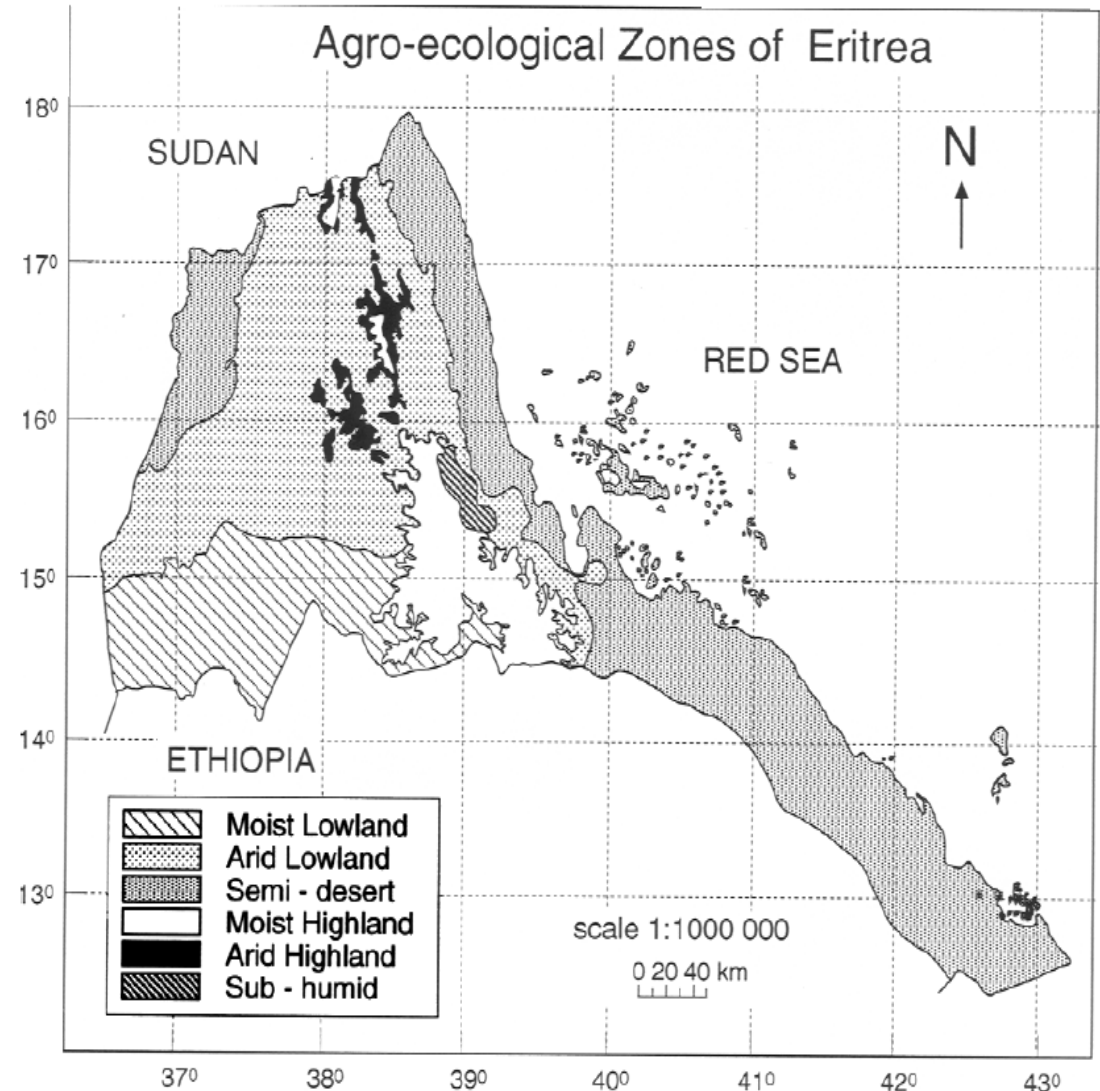 Agro-ecological Zones of Eritrea
18⁰
SUDAN
N
17⁰
RED SEA
16⁰
15⁰
14⁰
ETHIOPIA
Moist Lowland
Arid Lowland
Semi - desert
Moist Highland
Arid Highland
Sub - humid
13⁰
scale 1:1000 000
0 20 40 km
37⁰ 38⁰ 39⁰ 40⁰ 41⁰ 42⁰ 43⁰